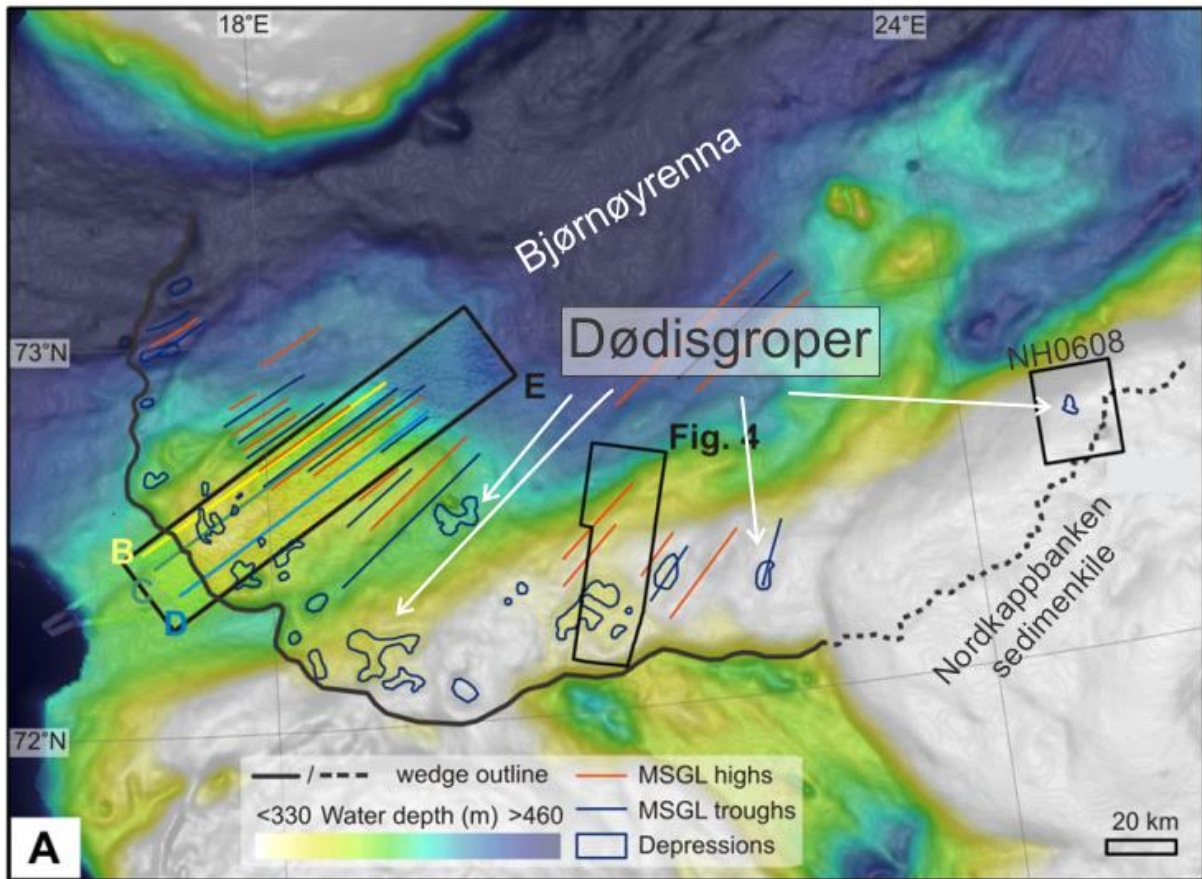 18°E
24°E
Bjørnøyrenna
Dødisgroper
73°N
NH0608
E
Fig. 4
B
C
D
Nordkappbanken
sedimenkile
72°N
wedge outline
MSGL highs
<330 Water depth (m) >460
MSGL troughs
Depressions
20 km
A